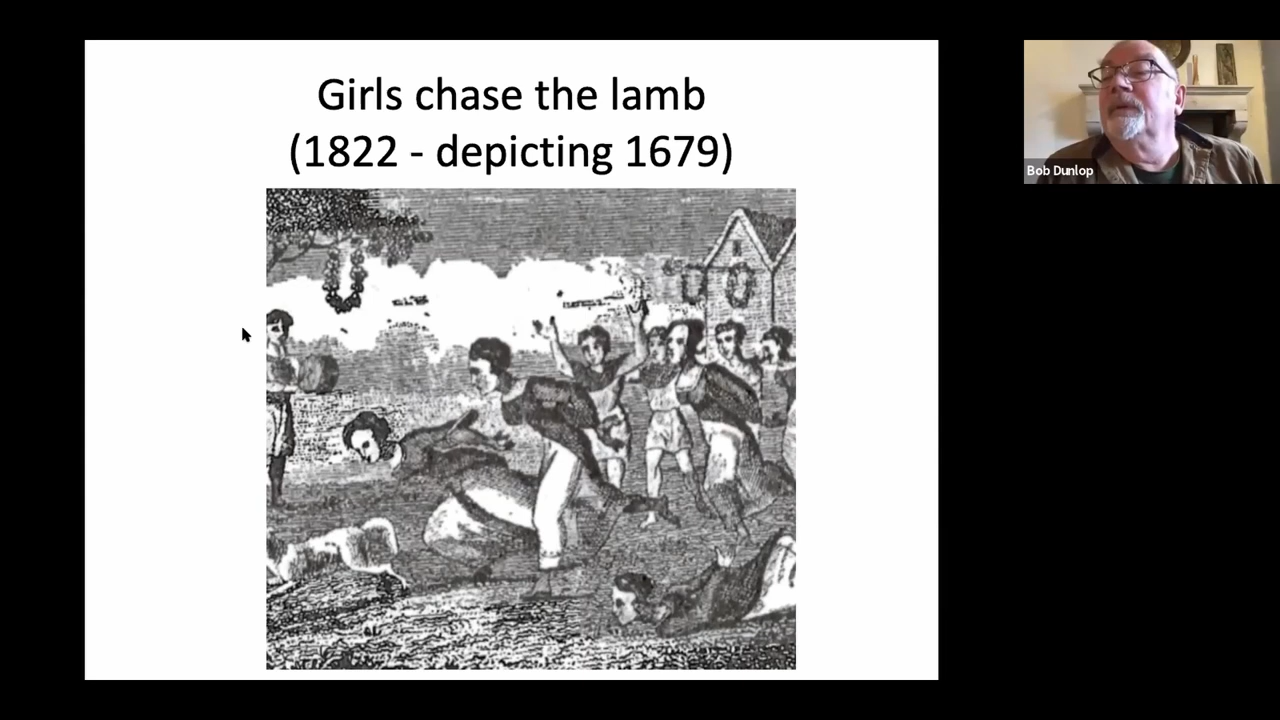 Girls chase the lamb
(1822 - depicting 1679)
Bob Dunlop